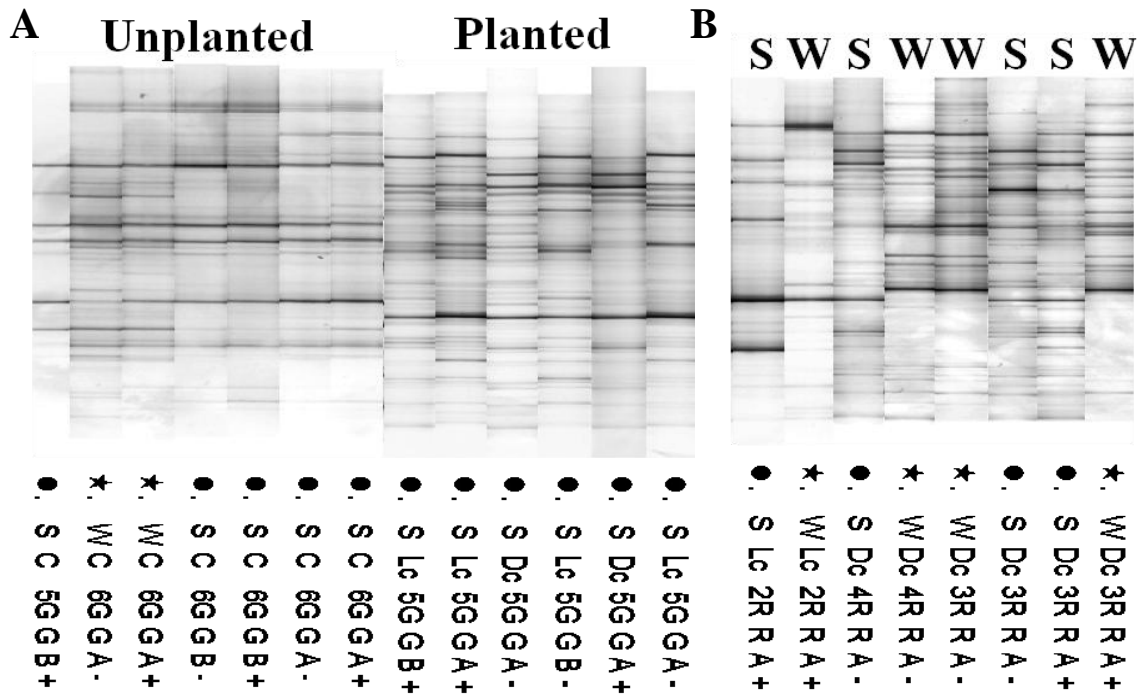 A
Unplanted
Planted
B
S W S W W S S W
. S C 5G G B +
. W C 6G G A -
. W C 6G G A +
. S C 6G G B -
. S C 6G G B +
. S C 6G G A -
. S C 6G G A +
. S Lc 5G G B +
. S Lc 5G G A +
. S Dc 5G G A -
. S Lc 5G G B -
. S Dc 5G G A +
. S Lc 5G G A -
. S Lc 2R R A +
. W Lc 2R R A +
. S Dc 4R R A -
. W Dc 4R R A -
. W Dc 3R R A -
. S Dc 3R R A -
. S Dc 3R R A +
. W Dc 3R R A +